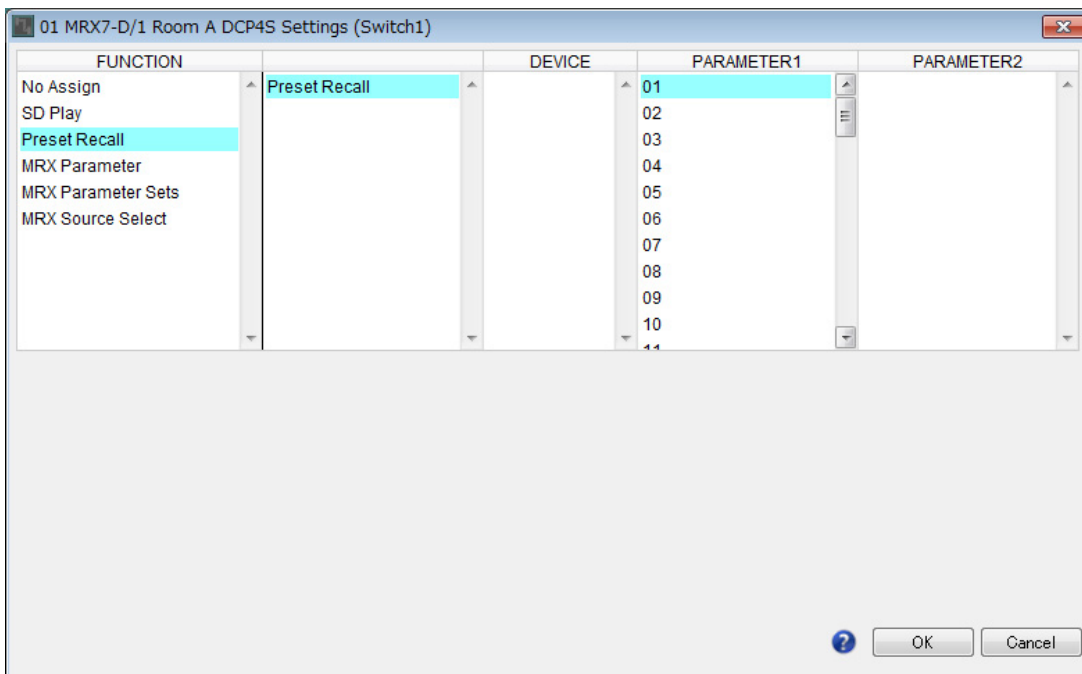 01 MRX7-D/1 Room A DCP4S Settings (Switch1)
FUNCTION DEVICE PARAMETER1 PARAMETER2
No Assign Preset Recall 01
SD Play 02
Preset Recall 03
MRX Parameter 04
MRX Parameter Sets 05
MRX Source Select 06
07
08
09
10
11
? OK Cancel